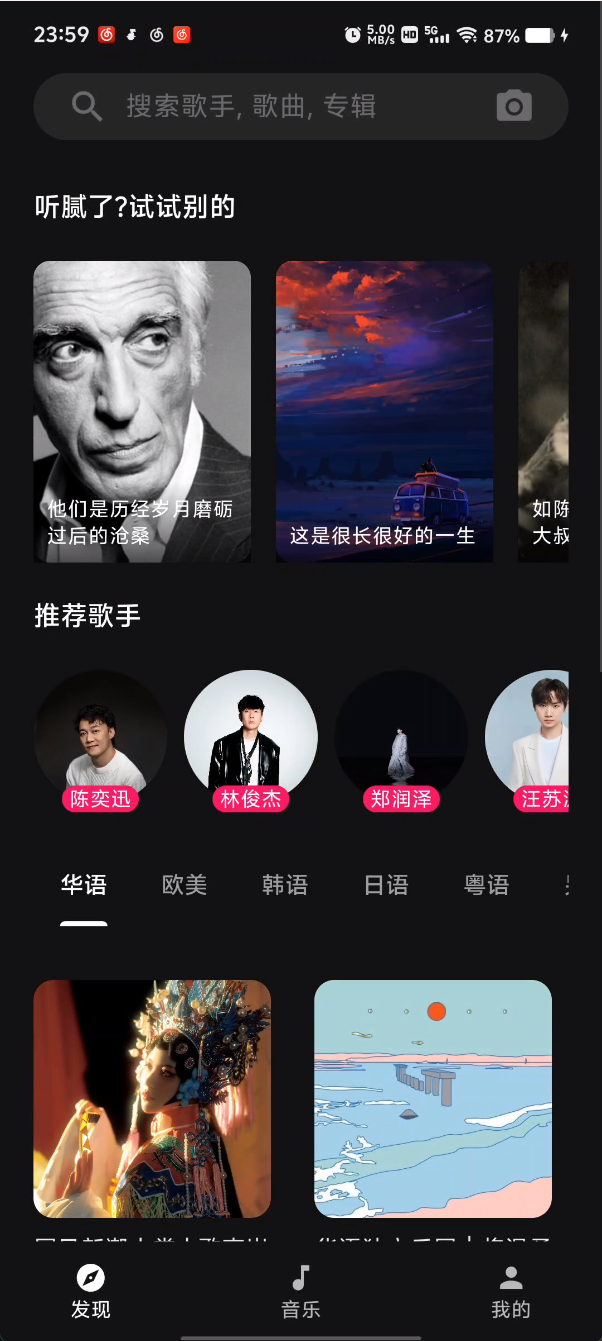 23:59
5.00 MB/s HD 5G 87%
搜索歌手, 歌曲, 专辑
听腻了?试试别的
他们是历经岁月磨砺
过后的沧桑
这是很长很好的一生
如陈
大叔
推荐歌手
陈奕迅 林俊杰 郑润泽 汪苏
华语 欧美 韩语 日语 粤语
发现 音乐 我的